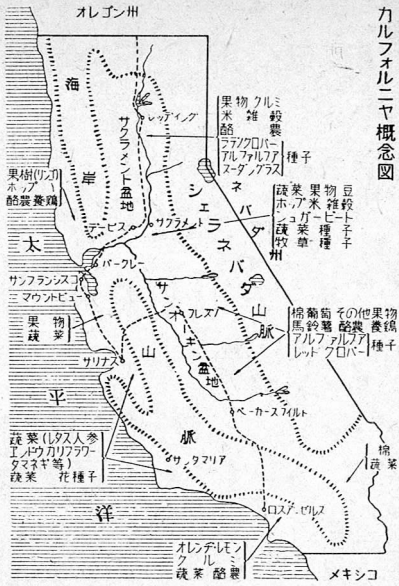 カルフォルニヤ概念図
オレゴン州
海岸山脈
レッディング
サクラメント盆地
果物 クルミ
米 雑穀
酪農
ラデノクロバー
アルファルファ
スーダングラス
種子
ネバダ州
シェラネバダ山脈
蔬菜 果物 豆
ホップ 米 雑穀
シュガービート
蔬菜 種子
牧草 種子
果樹(リンゴ)
ホップ
酪農 養鶏
デービス
サクラメント
太平洋
バークレー
サンフランシスコ
マウントビュー
サンオーキン盆地
フレズノ
棉 葡萄 その他 果物
馬鈴薯 酪農 養鶏
アルファルファ
レッドクロバー
種子
果物
蔬菜
サリナス
ベーカースフィルト
棉
蔬菜
蔬菜(レタス人参
エンドウカリフラワー
タマネギ等)
蔬菜 花種子
サンタマリア
ロスアンゼルス
オレンヂ・レモン
クルミ
蔬菜 酪農
メキシコ